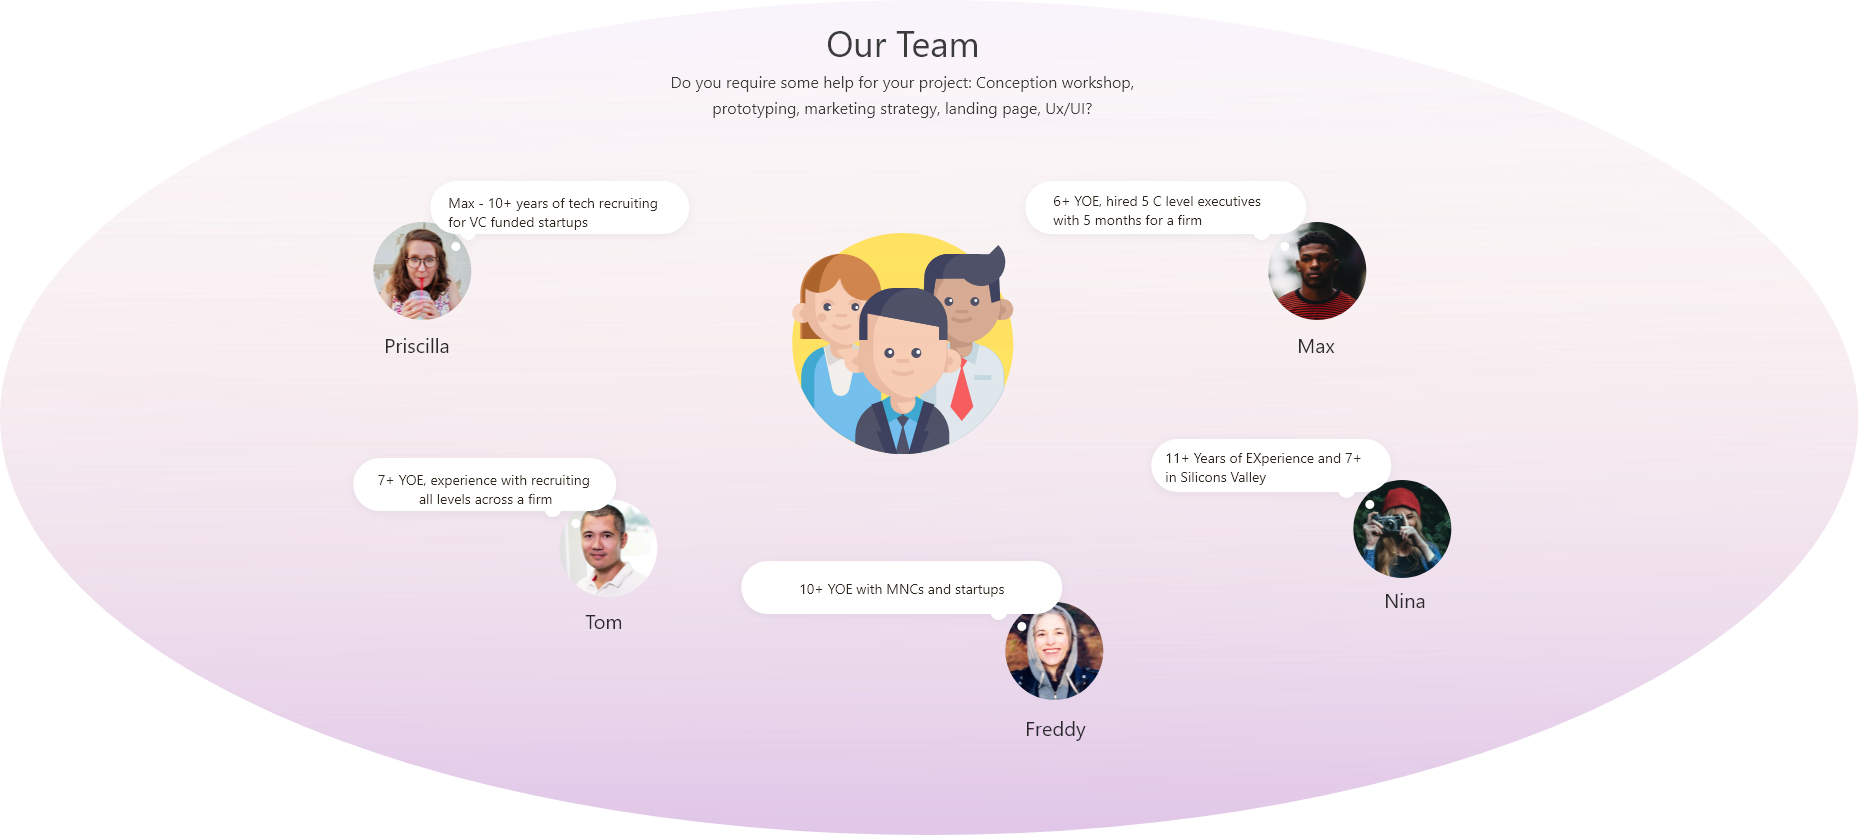 Our Team
Do you require some help for your project: Conception workshop,
prototyping, marketing strategy, landing page, Ux/UI?
Max - 10+ years of tech recruiting
for VC funded startups
Priscilla
6+ YOE, hired 5 C level executives
with 5 months for a firm
Max
7+ YOE, experience with recruiting
all levels across a firm
Tom
11+ Years of EXperience and 7+
in Silicons Valley
Nina
10+ YOE with MNCs and startups
Freddy